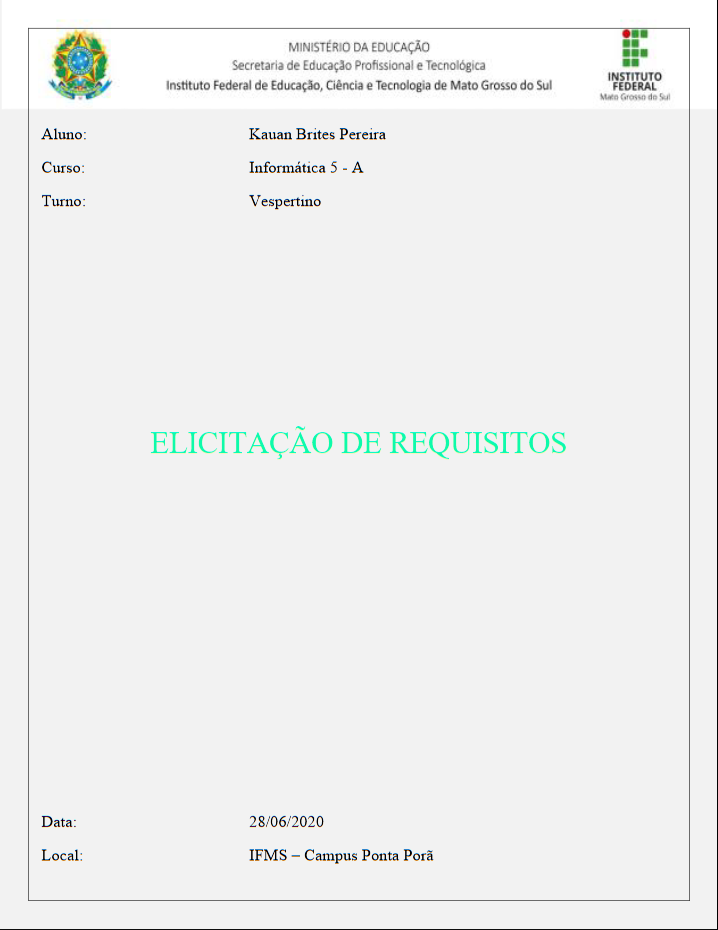 MINISTÉRIO DA EDUCAÇÃO
Secretaria de Educação Profissional e Tecnológica
Instituto Federal de Educação, Ciência e Tecnologia de Mato Grosso do Sul
INSTITUTO
FEDERAL
Mato Grosso do Sul
Aluno: Kauan Brites Pereira
Curso: Informática 5 - A
Turno: Vespertino
ELICITAÇÃO DE REQUISITOS
Data: 28/06/2020
Local: IFMS – Campus Ponta Porã